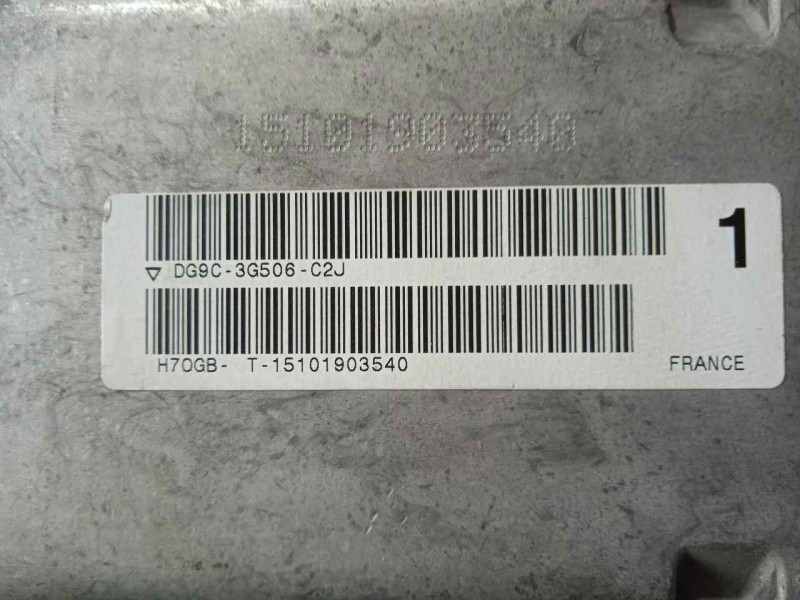 15101903540
1
▽ DG9C-3G506-C2J
H7OGB- T-15101903540
FRANCE